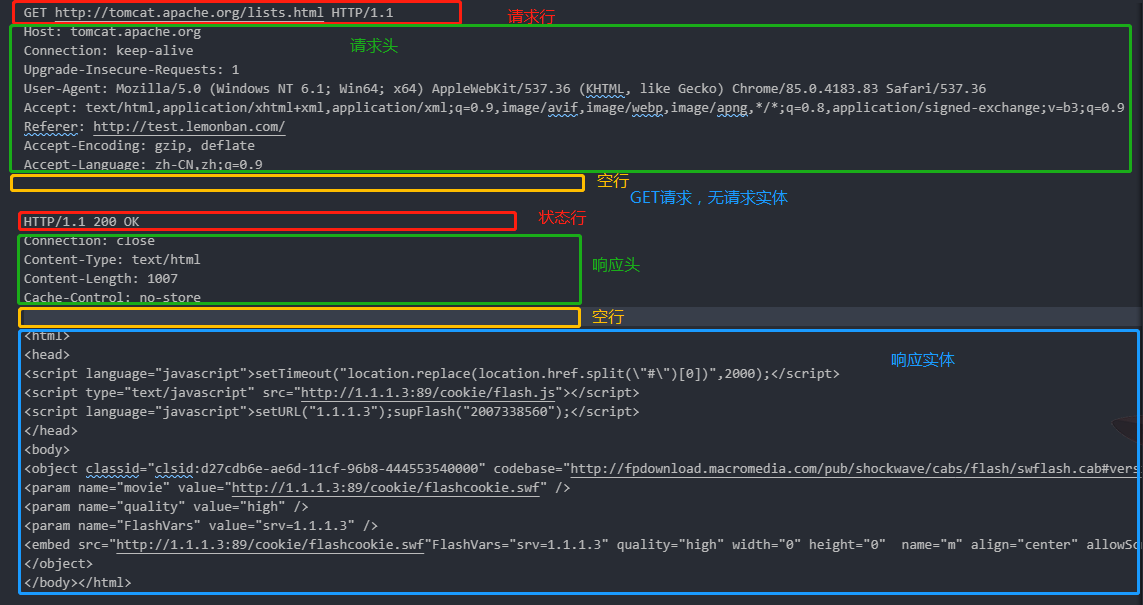 GET http://tomcat.apache.org/lists.html HTTP/1.1
请求行
Host: tomcat.apache.org
请求头
Connection: keep-alive
Upgrade-Insecure-Requests: 1
User-Agent: Mozilla/5.0 (Windows NT 6.1; Win64; x64) AppleWebKit/537.36 (KHTML, like Gecko) Chrome/85.0.4183.83 Safari/537.36
Accept: text/html,application/xhtml+xml,application/xml;q=0.9,image/avif,image/webp,image/apng,*/*;q=0.8,application/signed-exchange;v=b3;q=0.9
Referer: http://test.lemonban.com/
Accept-Encoding: gzip, deflate
Accept-Language: zh-CN,zh;q=0.9
空行
GET请求，无请求实体
HTTP/1.1 200 OK
状态行
Connection: close
Content-Type: text/html
响应头
Content-Length: 1007
Cache-Control: no-store
空行
<html>
<head>
响应实体
<script language="javascript">setTimeout("location.replace(location.href.split(\"#\")[0])",2000);</script>
<script type="text/javascript" src="http://1.1.1.3:89/cookie/flash.js"></script>
<script language="javascript">setURL("1.1.1.3");supFlash("2007338560");</script>
</head>
<body>
<object classid="clsid:d27cdb6e-ae6d-11cf-96b8-444553540000" codebase="http://fpdownload.macromedia.com/pub/shockwave/cabs/flash/swflash.cab#vers
<param name="movie" value="http://1.1.1.3:89/cookie/flashcookie.swf" />
<param name="quality" value="high" />
<param name="FlashVars" value="srv=1.1.1.3" />
<embed src="http://1.1.1.3:89/cookie/flashcookie.swf"FlashVars="srv=1.1.1.3" quality="high" width="0" height="0"  name="m" align="center" allowSc
</object>
</body></html>